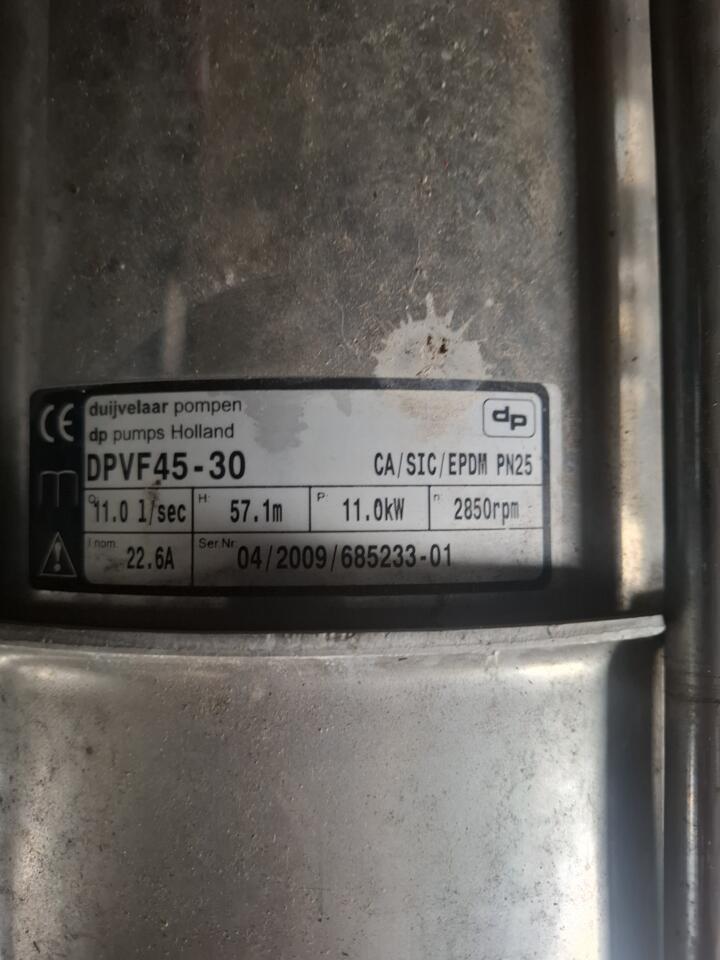 CE
duijvelaar pompen
dp pumps Holland
dp
DPVF45-30 CA/SIC/EPDM PN25
Q: 11.0 l/sec H: 57.1m P: 11.0kW n: 2850rpm
I nom: 22.6A Ser.Nr: 04/2009/685233-01